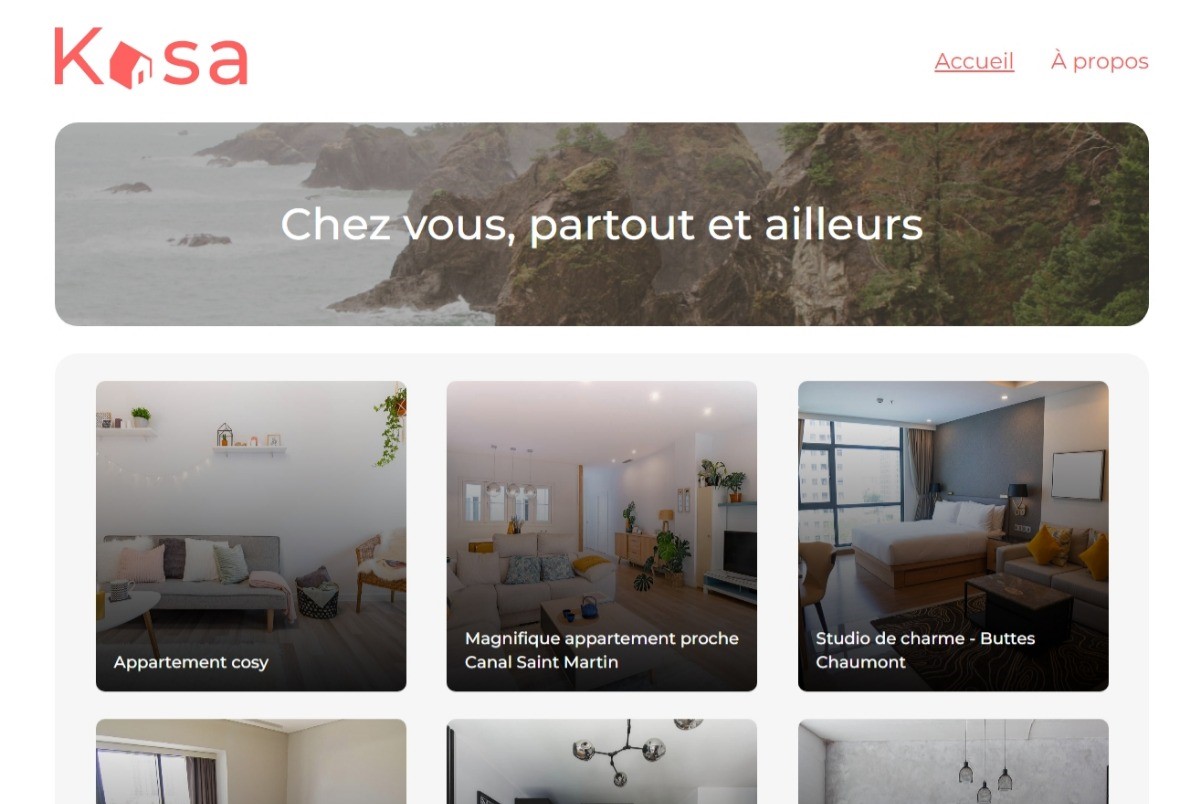 Kasa
Accueil
À propos
Chez vous, partout et ailleurs
Appartement cosy
Magnifique appartement proche
Canal Saint Martin
Studio de charme - Buttes
Chaumont